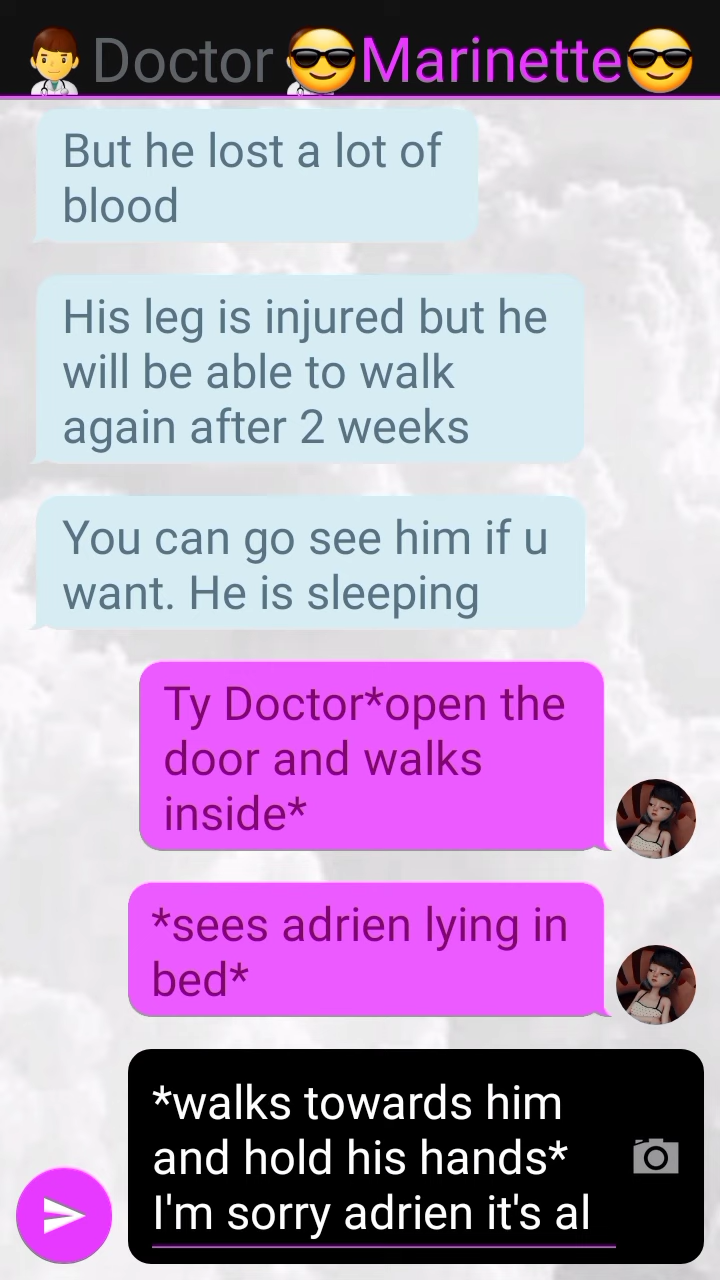 Doctor Marinette
But he lost a lot of
blood
His leg is injured but he
will be able to walk
again after 2 weeks
You can go see him if u
want. He is sleeping
Ty Doctor*open the
door and walks
inside*
*sees adrien lying in
bed*
*walks towards him
and hold his hands*
I'm sorry adrien it's al